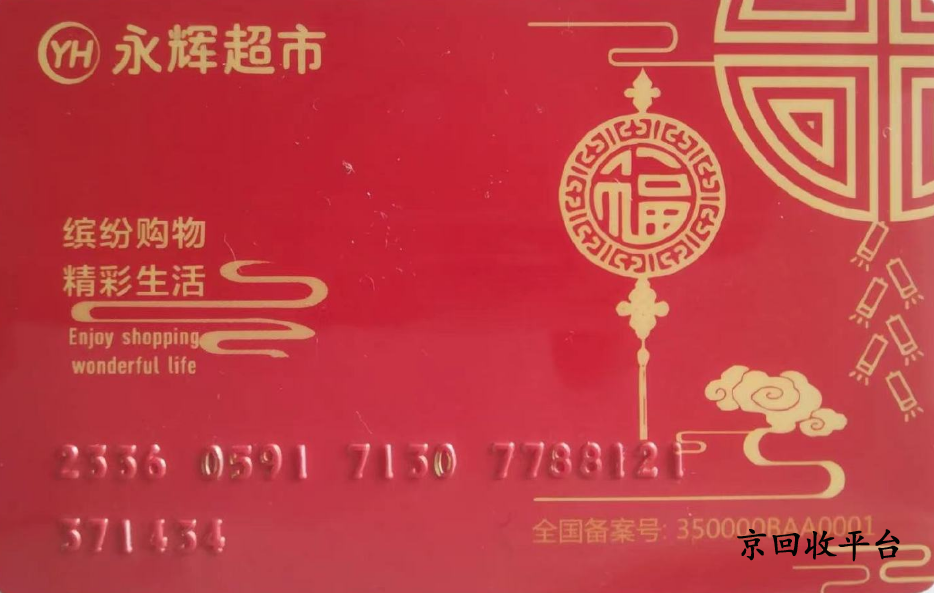 YH 永辉超市
福
缤纷购物
精彩生活
Enjoy shopping
wonderful life
2336 0591 7130 7788121
371434
全国备案号: 350000BAA0001
京回收平台